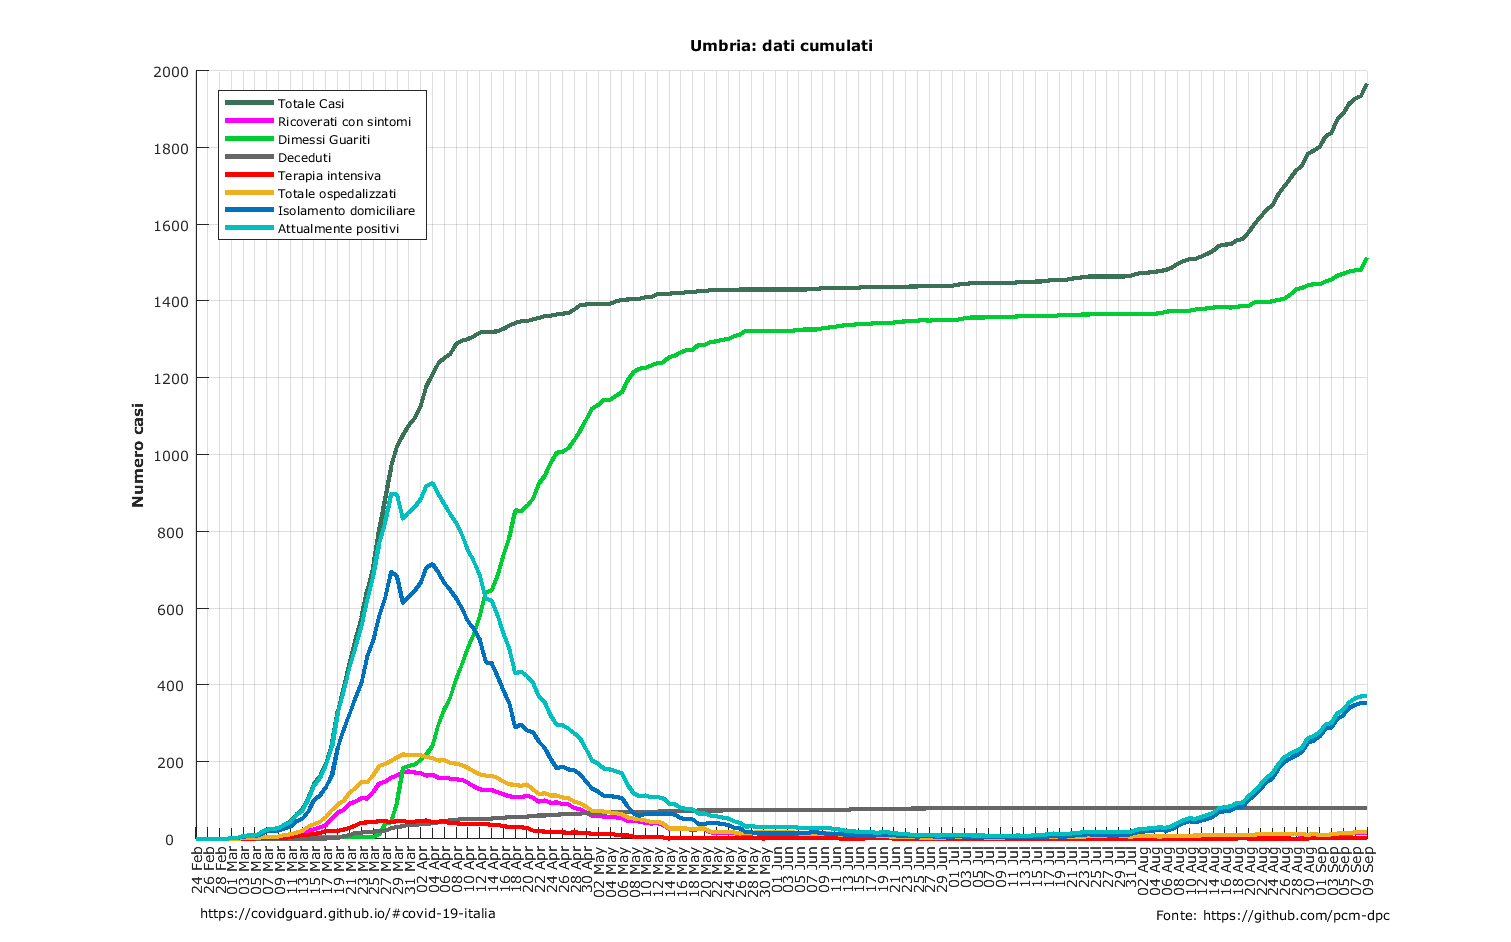 Umbria: dati cumulati
Numero casi
2000
1800
1600
1400
1200
1000
800
600
400
200
0
Totale Casi
Ricoverati con sintomi
Dimessi Guariti
Deceduti
Terapia intensiva
Totale ospedalizzati
Isolamento domiciliare
Attualmente positivi
24 Feb
26 Feb
28 Feb
01 Mar
03 Mar
05 Mar
07 Mar
09 Mar
11 Mar
13 Mar
15 Mar
17 Mar
19 Mar
21 Mar
23 Mar
25 Mar
27 Mar
29 Mar
31 Mar
02 Apr
04 Apr
06 Apr
08 Apr
10 Apr
12 Apr
14 Apr
16 Apr
18 Apr
20 Apr
22 Apr
24 Apr
26 Apr
28 Apr
30 Apr
02 May
04 May
06 May
08 May
10 May
12 May
14 May
16 May
18 May
20 May
22 May
24 May
26 May
28 May
30 May
01 Jun
03 Jun
05 Jun
07 Jun
09 Jun
11 Jun
13 Jun
15 Jun
17 Jun
19 Jun
21 Jun
23 Jun
25 Jun
27 Jun
29 Jun
01 Jul
03 Jul
05 Jul
07 Jul
09 Jul
11 Jul
13 Jul
15 Jul
17 Jul
19 Jul
21 Jul
23 Jul
25 Jul
27 Jul
29 Jul
31 Jul
02 Aug
04 Aug
06 Aug
08 Aug
10 Aug
12 Aug
14 Aug
16 Aug
18 Aug
20 Aug
22 Aug
24 Aug
26 Aug
28 Aug
30 Aug
01 Sep
03 Sep
05 Sep
07 Sep
09 Sep
https://covidguard.github.io/#covid-19-italia
Fonte: https://github.com/pcm-dpc